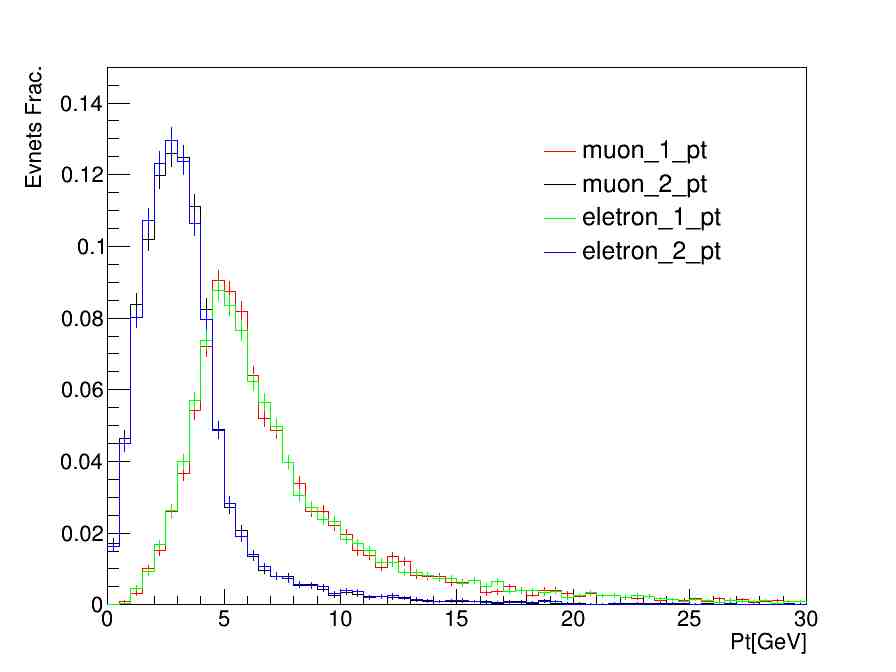 Evnets Frac.
0.14
0.12
0.1
0.08
0.06
0.04
0.02
0
muon_1_pt
muon_2_pt
eletron_1_pt
eletron_2_pt
0 5 10 15 20 25 30
Pt[GeV]